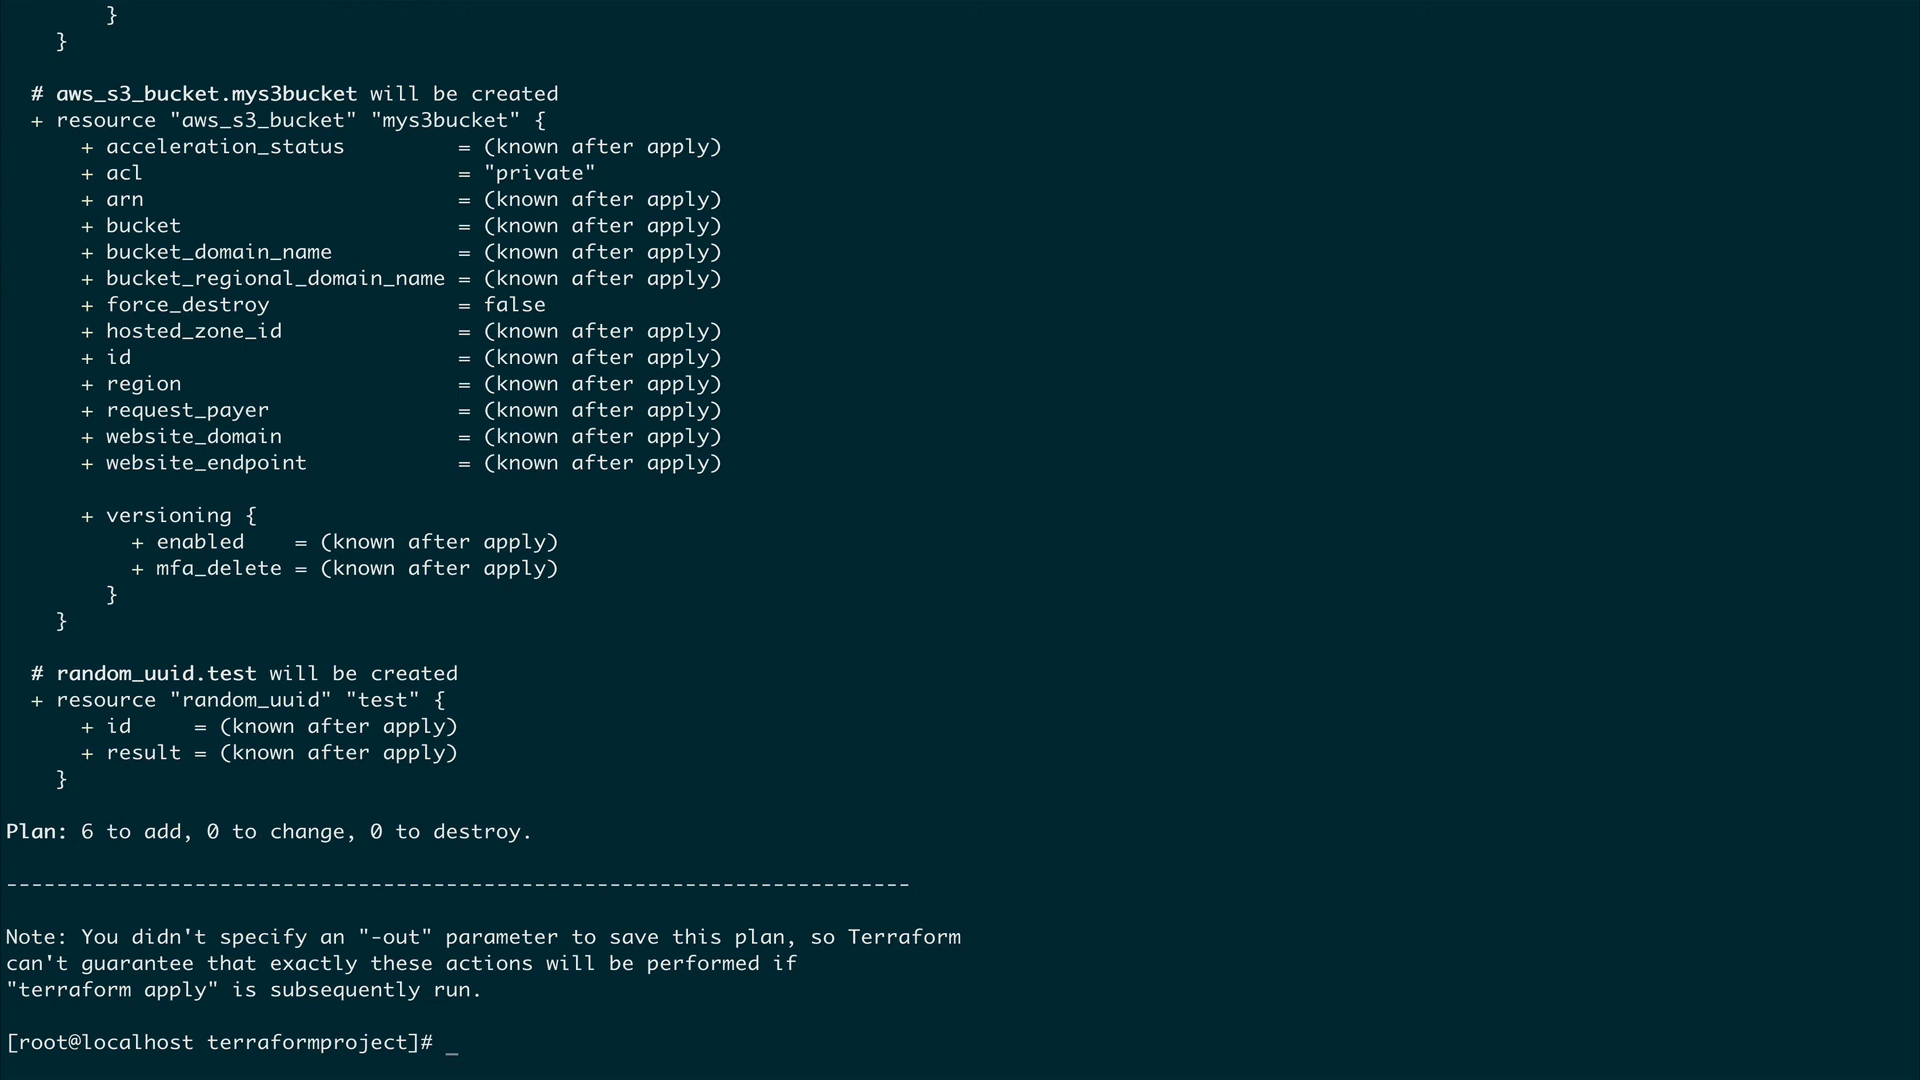 }
    }

  # aws_s3_bucket.mys3bucket will be created
  + resource "aws_s3_bucket" "mys3bucket" {
      + acceleration_status         = (known after apply)
      + acl                         = "private"
      + arn                         = (known after apply)
      + bucket                      = (known after apply)
      + bucket_domain_name          = (known after apply)
      + bucket_regional_domain_name = (known after apply)
      + force_destroy               = false
      + hosted_zone_id              = (known after apply)
      + id                          = (known after apply)
      + region                      = (known after apply)
      + request_payer               = (known after apply)
      + website_domain              = (known after apply)
      + website_endpoint            = (known after apply)

      + versioning {
          + enabled    = (known after apply)
          + mfa_delete = (known after apply)
        }
    }

  # random_uuid.test will be created
  + resource "random_uuid" "test" {
      + id     = (known after apply)
      + result = (known after apply)
    }

Plan: 6 to add, 0 to change, 0 to destroy.

------------------------------------------------------------------------

Note: You didn't specify an "-out" parameter to save this plan, so Terraform
can't guarantee that exactly these actions will be performed if
"terraform apply" is subsequently run.

[root@localhost terraformproject]# _